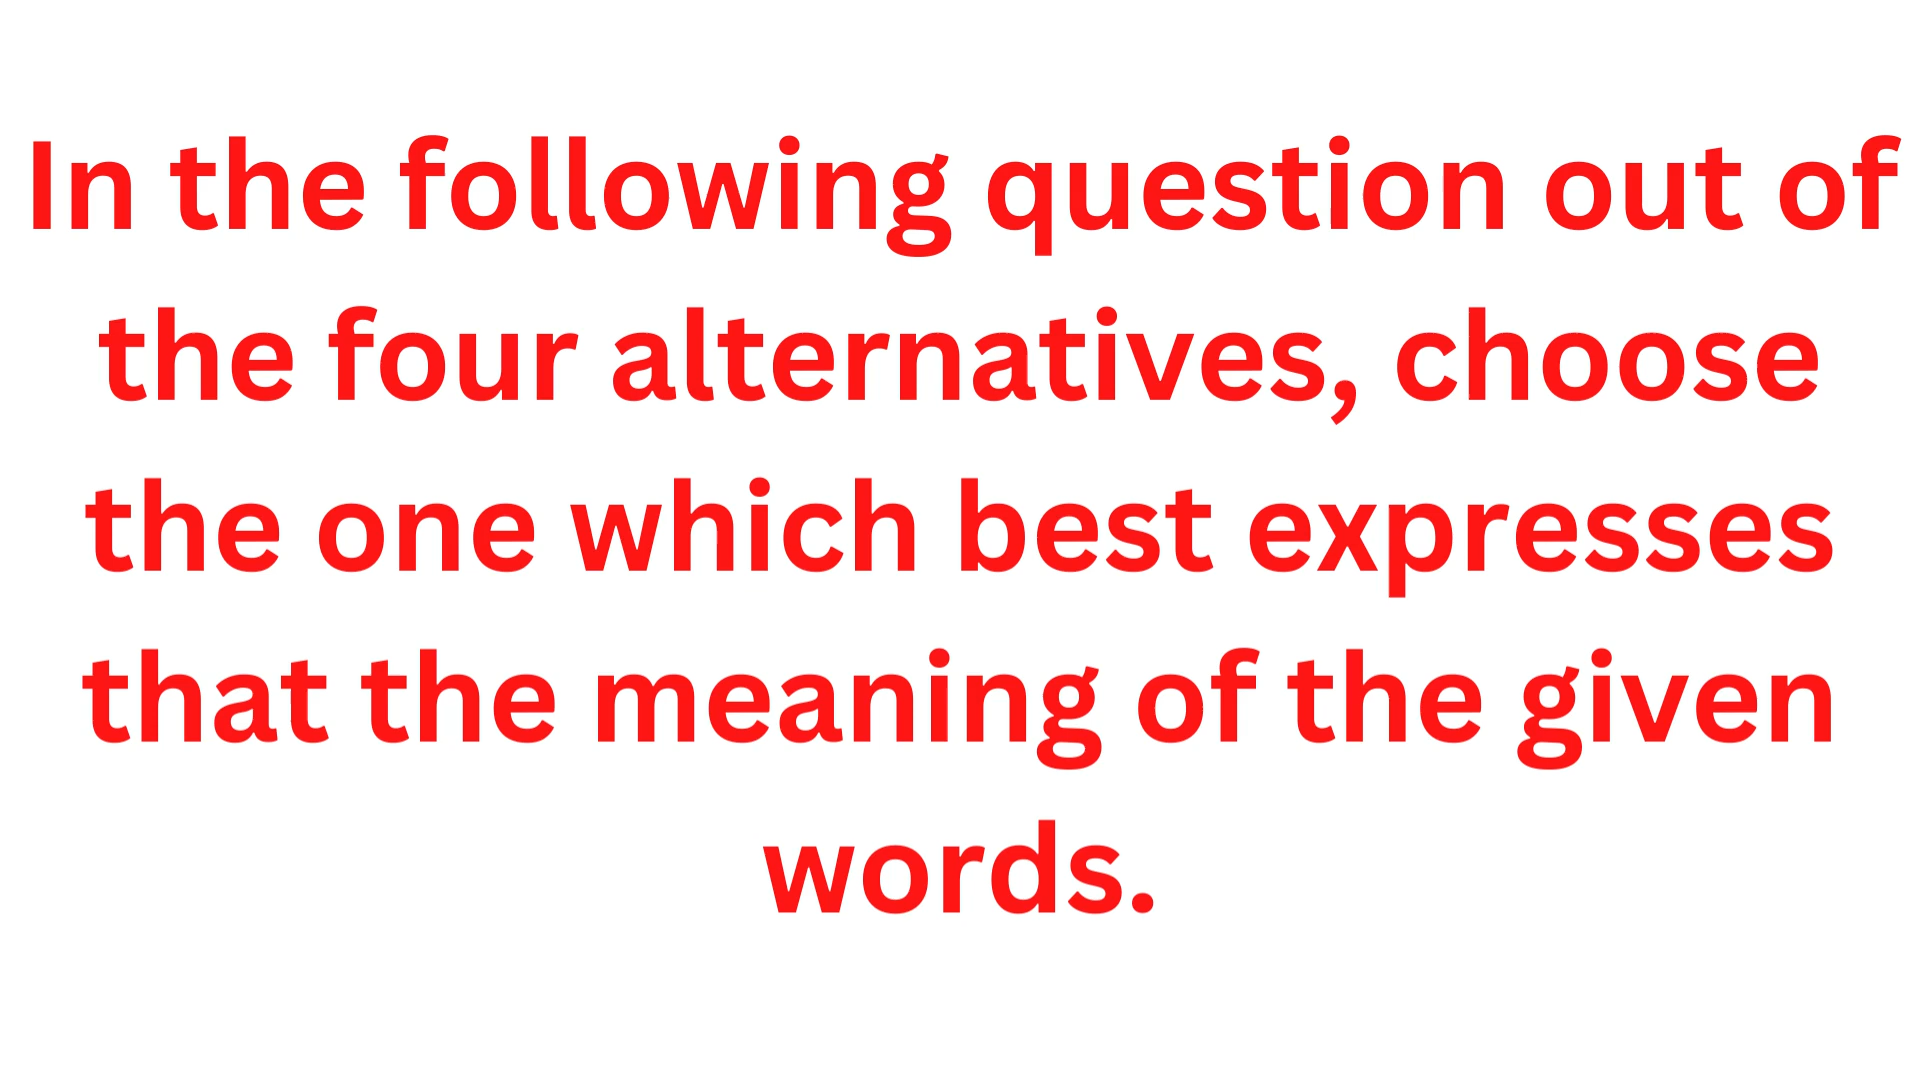 In the following question out of
the four alternatives, choose
the one which best expresses
that the meaning of the given
words.